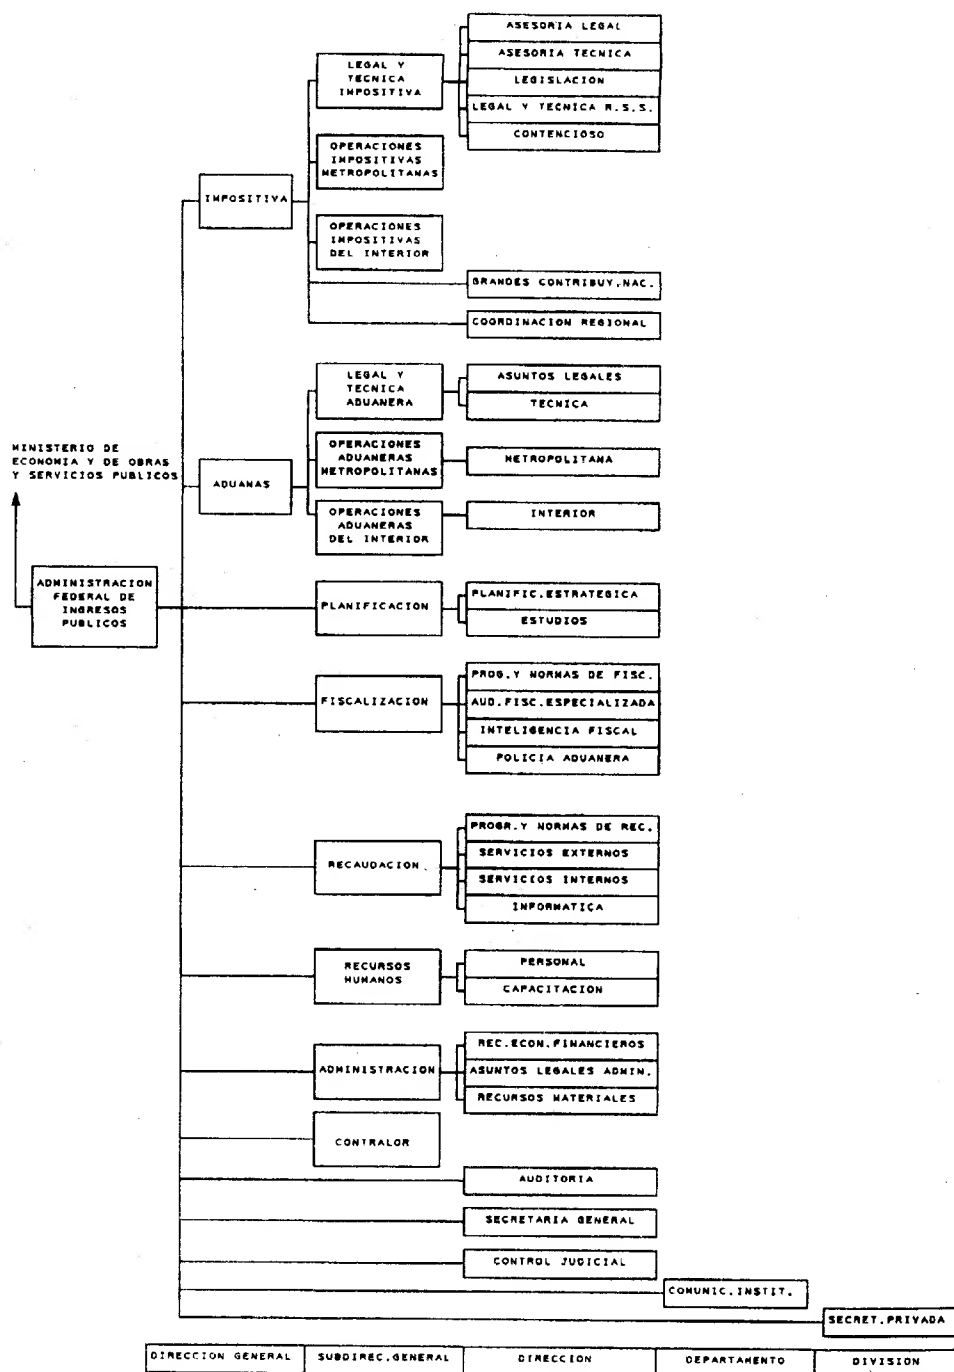 ASESORIA LEGAL
ASESORIA TECNICA
LEGISLACION
LEGAL Y TECNICA R.S.S.
CONTENCIOSO
LEGAL Y
TECNICA
IMPOSITIVA
OPERACIONES
IMPOSITIVAS
METROPOLITANAS
IMPOSITIVA
OPERACIONES
IMPOSITIVAS
DEL INTERIOR
GRANDES CONTRIBUY.NAC.
COORDINACION REGIONAL
LEGAL Y
TECNICA
ADUANERA
ASUNTOS LEGALES
TECNICA
MINISTERIO DE
ECONOMIA Y DE OBRAS
Y SERVICIOS PUBLICOS
ADUANAS
OPERACIONES
ADUANERAS
METROPOLITANAS
METROPOLITANA
OPERACIONES
ADUANERAS
DEL INTERIOR
INTERIOR
ADMINISTRACION
FEDERAL DE
INGRESOS
PUBLICOS
PLANIFICACION
PLANIFIC.ESTRATEGICA
ESTUDIOS
FISCALIZACION
PROG.Y NORMAS DE FISC.
AUD.FISC.ESPECIALIZADA
INTELIGENCIA FISCAL
POLICIA ADUANERA
RECAUDACION.
PROGR.Y NORMAS DE REC.
SERVICIOS EXTERNOS
SERVICIOS INTERNOS
INFORMATICA
RECURSOS
HUMANOS
PERSONAL
CAPACITACION
ADMINISTRACION
REC.ECON.FINANCIEROS
ASUNTOS LEGALES ADMIN.
RECURSOS MATERIALES
CONTRALOR
AUDITORIA
SECRETARIA GENERAL
CONTROL JUDICIAL
COMUNIC.INSTIT.
SECRET.PRIVADA
DIRECCION GENERAL
SUBDIREC.GENERAL
DIRECCION
DEPARTAMENTO
DIVISION